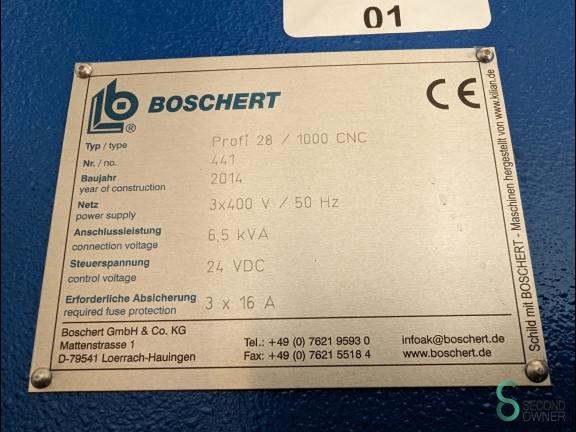 01
BOSCHERT
®
CE
Typ / type Profi 28 / 1000 CNC
Nr. / no. 441
Baujahr 2014
year of construction
Netz 3x400 V / 50 Hz
power supply
Anschlussleistung 6,5 kVA
connection voltage
Steuerspannung 24 VDC
control voltage
Erforderliche Absicherung 3 x 16 A
required fuse protection
Boschert GmbH & Co. KG
Mattenstrasse 1 Tel.: +49 (0) 7621 9593 0 infoak@boschert.de
D-79541 Loerrach-Hauingen Fax: +49 (0) 7621 5518 4 www.boschert.de
Schild mit BOSCHERT - Maschinen hergestellt von www.kilian.de
SECOND
OWNER